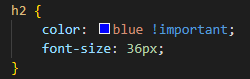 h2 {
    color: blue !important;
    font-size: 36px;
}